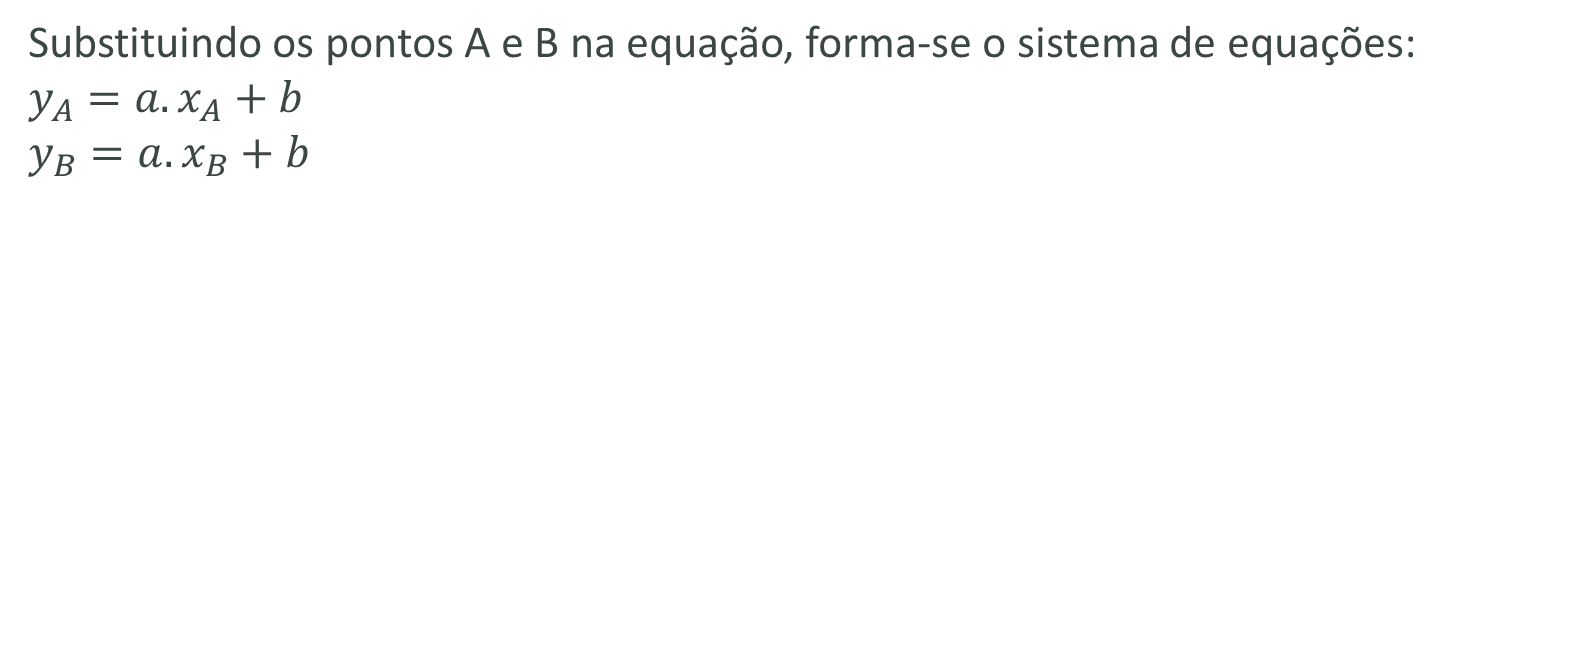 Substituindo os pontos A e B na equação, forma-se o sistema de equações:
y_A = a. x_A + b
y_B = a. x_B + b